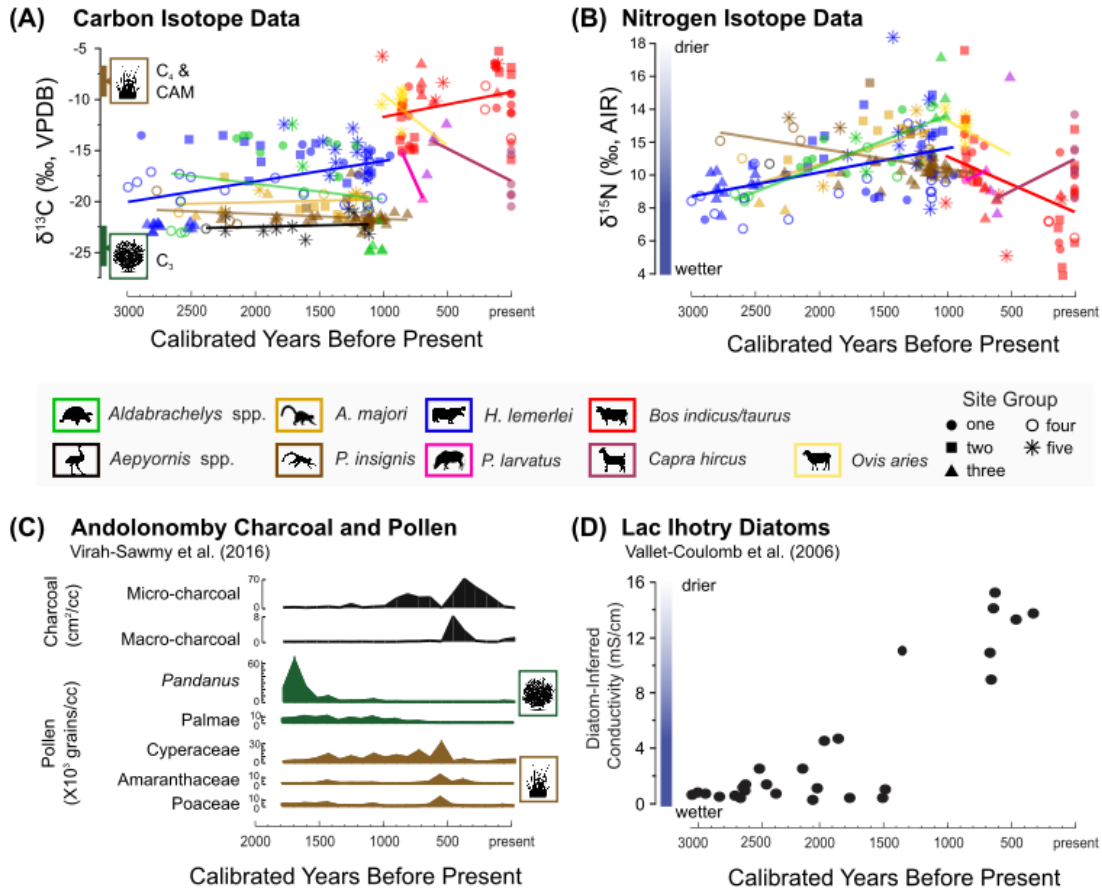 (A) Carbon Isotope Data
-5
-10
-15
-20
-25
δ¹³C (‰, VPDB)
C₄ &
CAM
C₃
3000 2500 2000 1500 1000 500 present
Calibrated Years Before Present
(B) Nitrogen Isotope Data
18
16
14
12
10
8
6
4
δ¹⁵N (‰, AIR)
drier
wetter
3000 2500 2000 1500 1000 500 present
Calibrated Years Before Present
Aldabrachelys spp. A. majori H. lemerlei Bos indicus/taurus
Aepyornis spp. P. insignis P. larvatus Capra hircus Ovis aries
Site Group
one four
two five
three
(C) Andolonomby Charcoal and Pollen
Virah-Sawmy et al. (2016)
Charcoal
(cm²/cc)
Micro-charcoal
70
0
Macro-charcoal
8
0
Pollen
(X10³ grains/cc)
Pandanus
60
0
Palmae
10
0
Cyperaceae
30
0
Amaranthaceae
10
0
Poaceae
10
0
2000 1500 1000 500 present
Calibrated Years Before Present
(D) Lac Ihotry Diatoms
Vallet-Coulomb et al. (2006)
16
12
8
4
0
Diatom-Inferred
Conductivity (mS/cm)
drier
wetter
3000 2500 2000 1500 1000 500 present
Calibrated Years Before Present